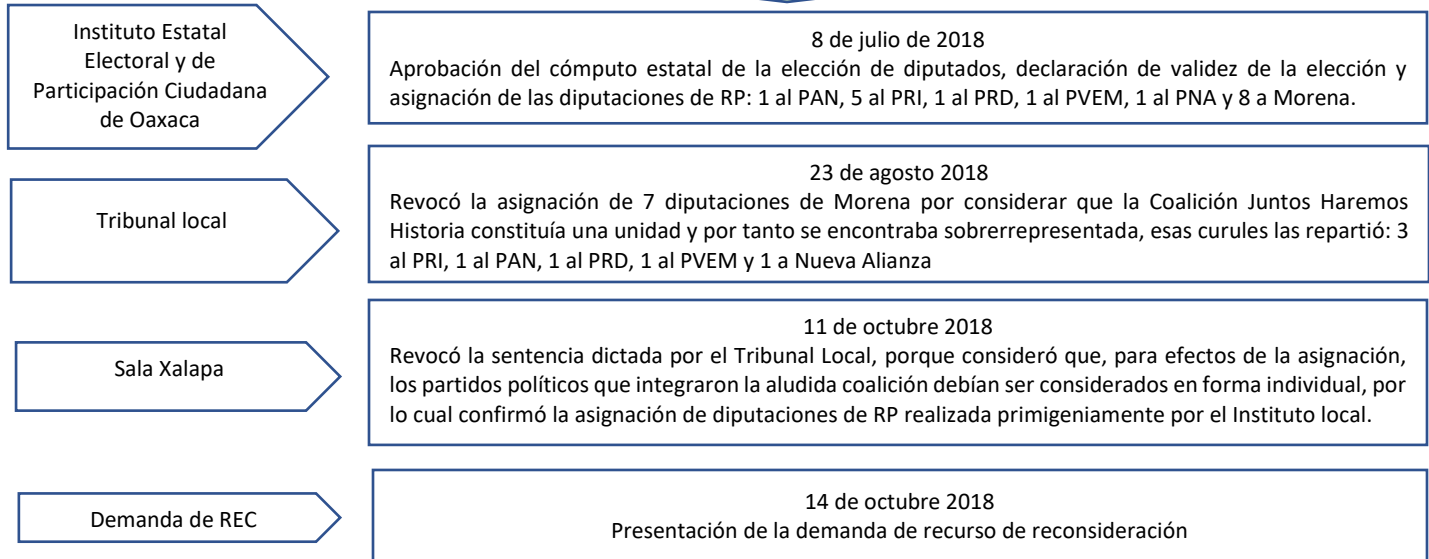 Instituto Estatal
Electoral y de
Participación Ciudadana
de Oaxaca
8 de julio de 2018
Aprobación del cómputo estatal de la elección de diputados, declaración de validez de la elección y
asignación de las diputaciones de RP: 1 al PAN, 5 al PRI, 1 al PRD, 1 al PVEM, 1 al PNA y 8 a Morena.
Tribunal local
23 de agosto 2018
Revocó la asignación de 7 diputaciones de Morena por considerar que la Coalición Juntos Haremos
Historia constituía una unidad y por tanto se encontraba sobrerrepresentada, esas curules las repartió: 3
al PRI, 1 al PAN, 1 al PRD, 1 al PVEM y 1 a Nueva Alianza
Sala Xalapa
11 de octubre 2018
Revocó la sentencia dictada por el Tribunal Local, porque consideró que, para efectos de la asignación,
los partidos políticos que integraron la aludida coalición debían ser considerados en forma individual, por
lo cual confirmó la asignación de diputaciones de RP realizada primigeniamente por el Instituto local.
Demanda de REC
14 de octubre 2018
Presentación de la demanda de recurso de reconsideración